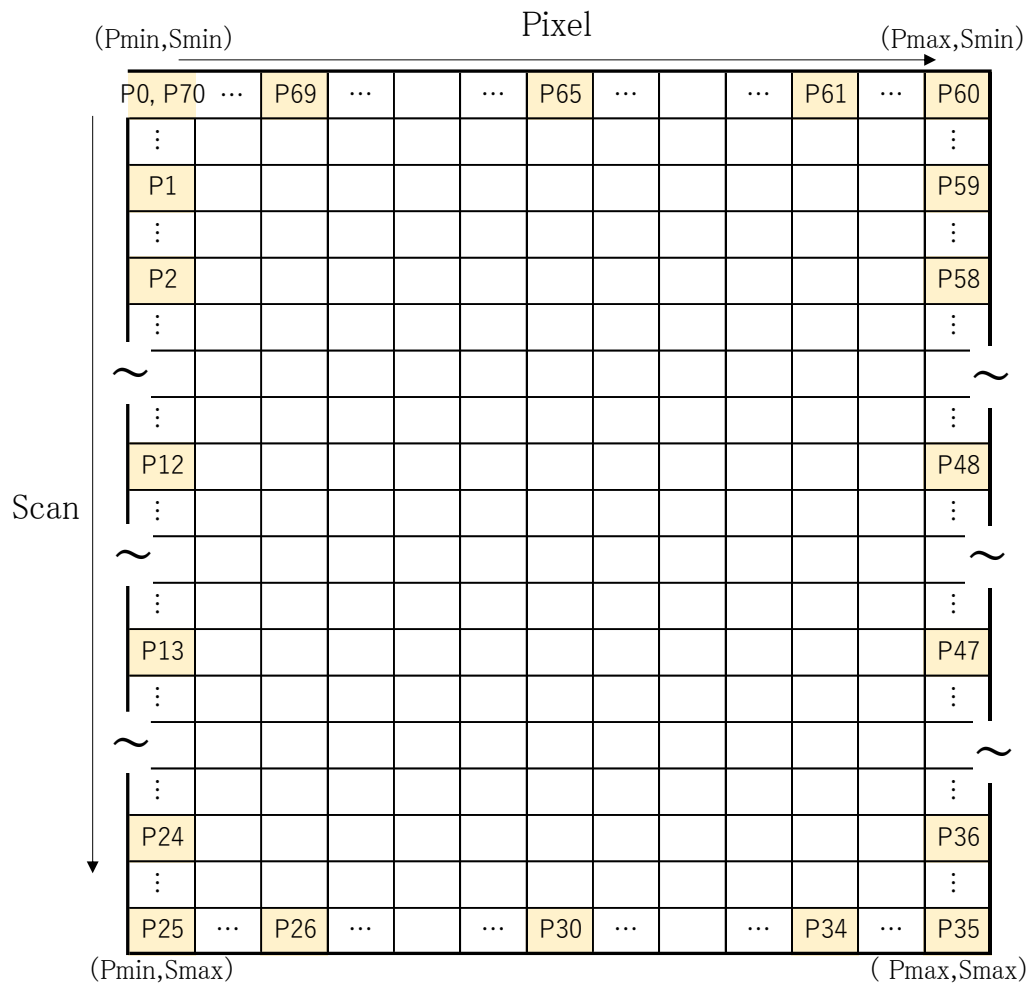 Pixel
(Pmin,Smin) (Pmax,Smin)
P0, P70 ··· P69 ··· ··· P65 ··· ··· P61 ··· P60
⋮ ⋮
P1 P59
⋮ ⋮
P2 P58
⋮ ⋮
~ ~
⋮ ⋮
P12 P48
Scan
⋮ ⋮
~ ~
⋮ ⋮
P13 P47
⋮ ⋮
~ ~
⋮ ⋮
P24 P36
⋮ ⋮
P25 ··· P26 ··· ··· P30 ··· ··· P34 ··· P35
(Pmin,Smax) ( Pmax,Smax)